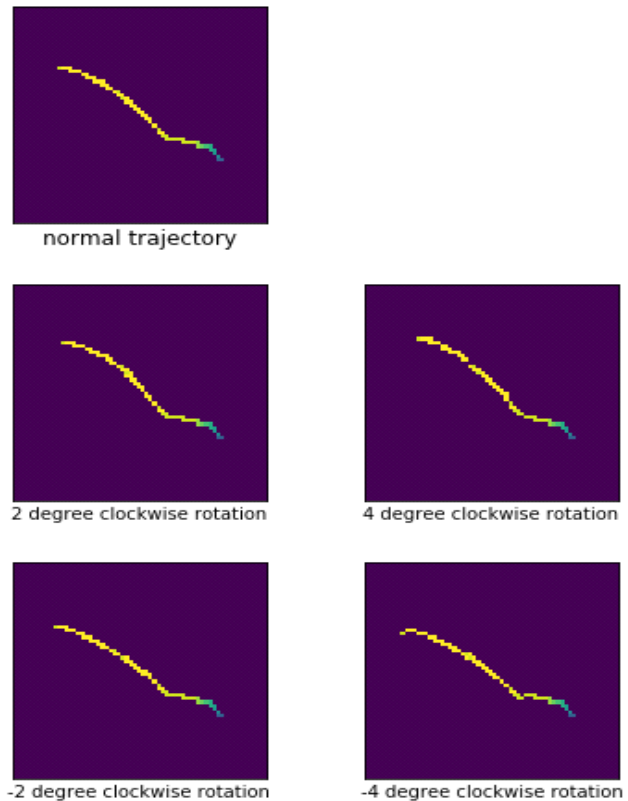 normal trajectory
2 degree clockwise rotation
4 degree clockwise rotation
-2 degree clockwise rotation
-4 degree clockwise rotation